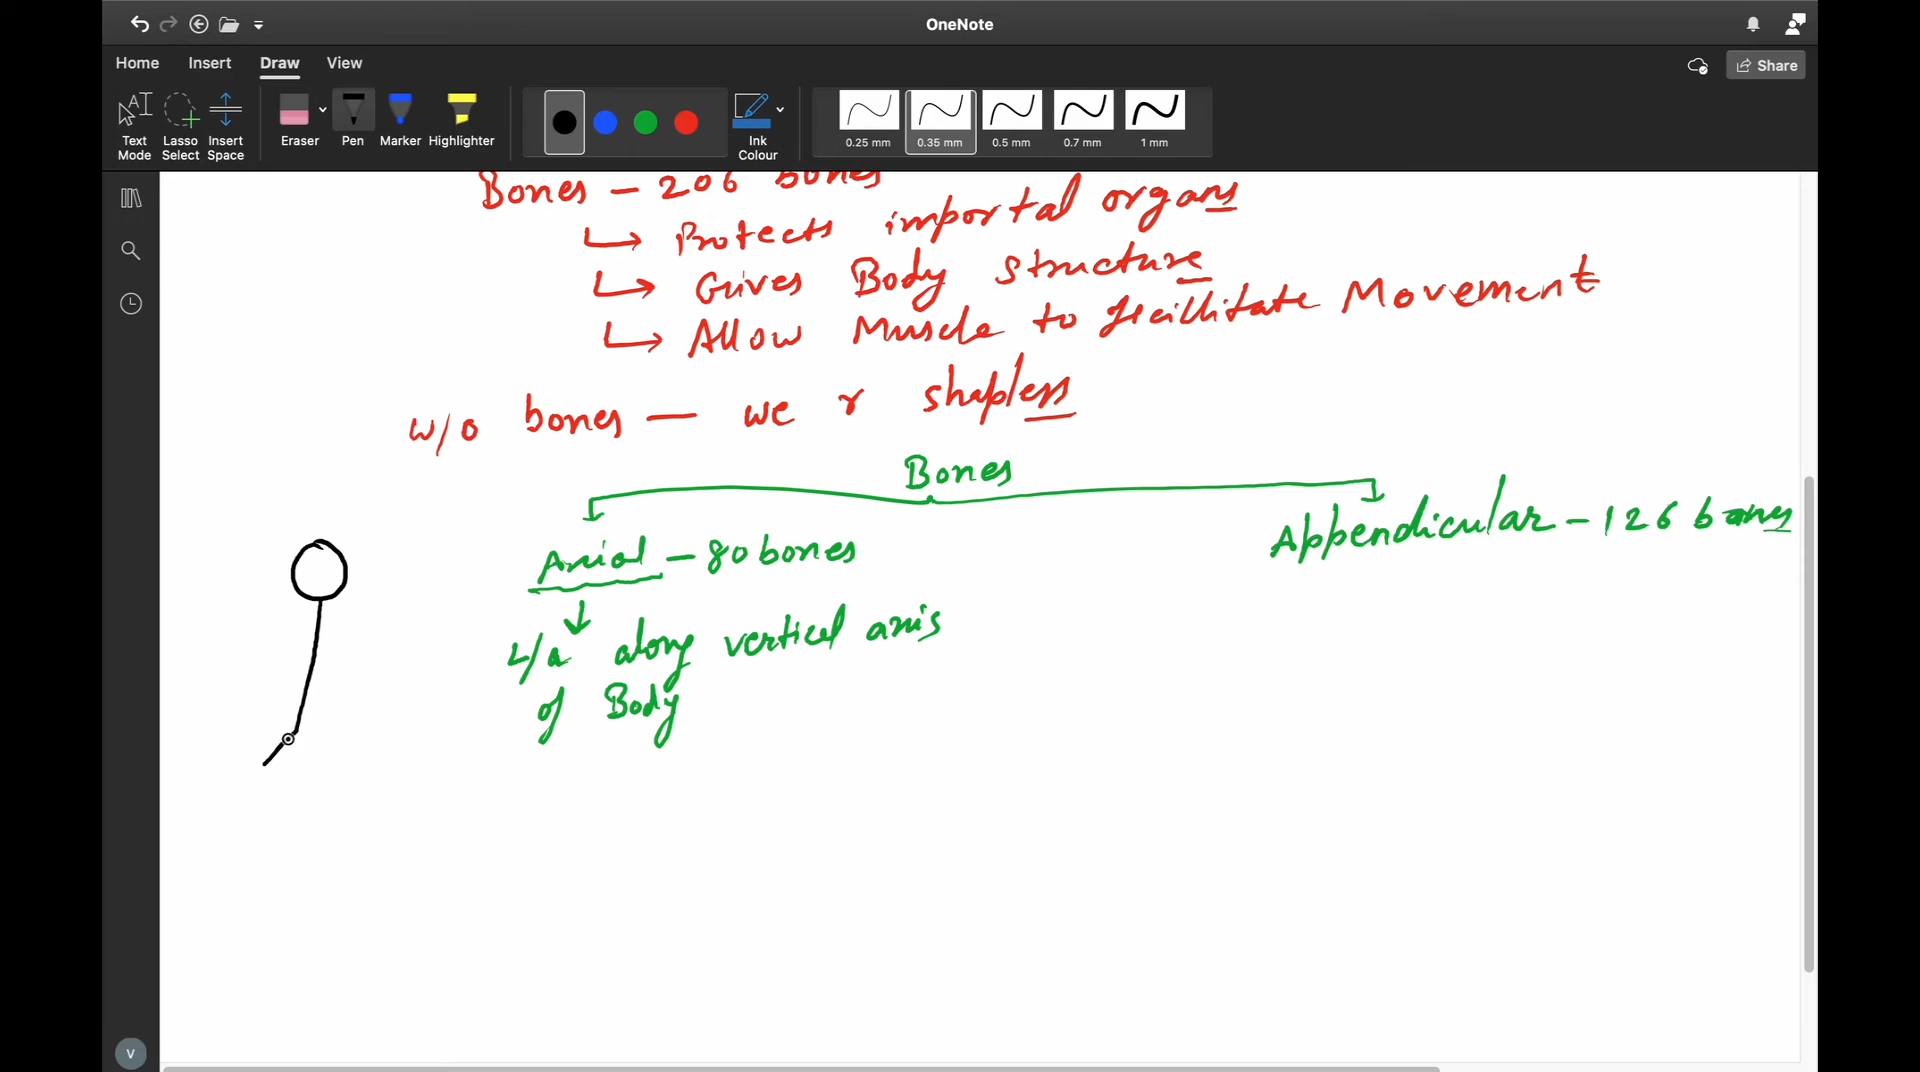 OneNote
Home Insert Draw View
Share
Text Mode
Lasso Select
Insert Space
Eraser
Pen
Marker
Highlighter
Ink Colour
0.25 mm
0.35 mm
0.5 mm
0.7 mm
1 mm
Bones - 206 bones
↳ Protects importal organs
↳ Gives Body structure
↳ Allow Muscle to facillitate Movement
w/o bones — we r shapless
Bones
Axial - 80 bones
Appendicular - 126 bones
↓
L/a along vertical axis
of Body
V